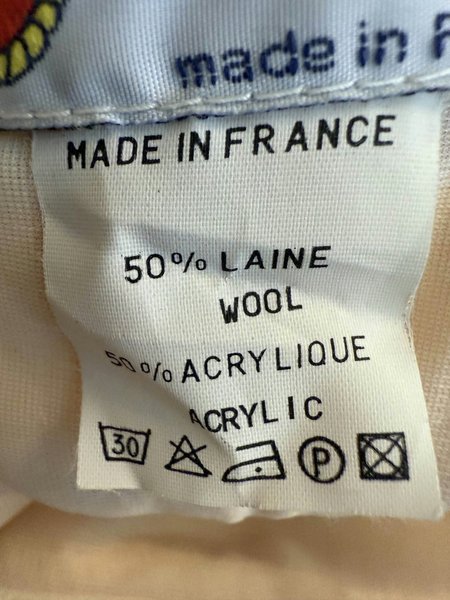 made in
MADE IN FRANCE
50% LAINE
WOOL
50% ACRYLIQUE
ACRYLIC
30 P